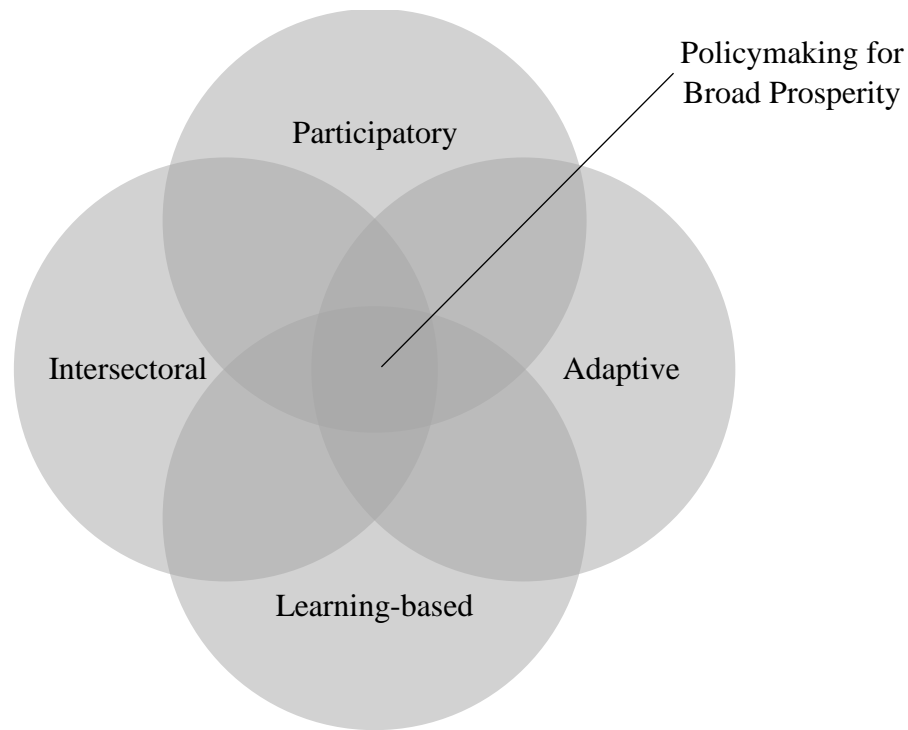 Policymaking for
Broad Prosperity
Participatory
Intersectoral
Adaptive
Learning-based